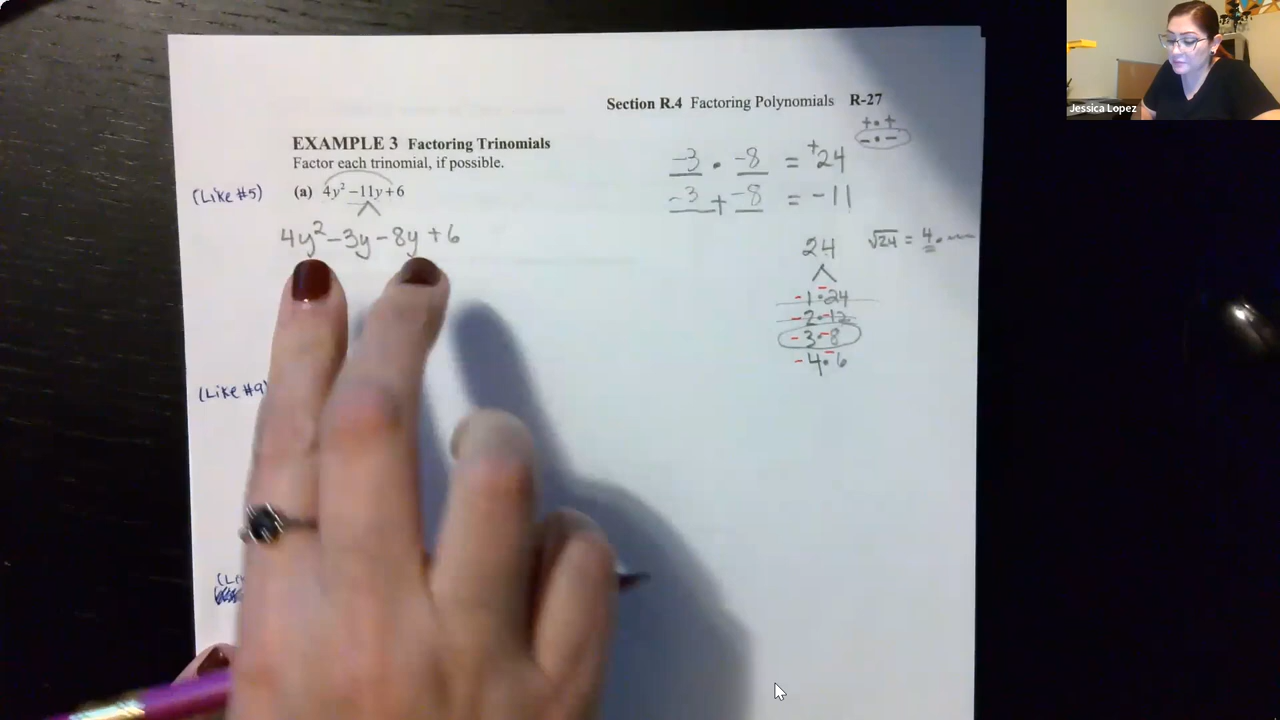 Jessica Lopez
Section R.4 Factoring Polynomials R-27
+•+
-•-
EXAMPLE 3 Factoring Trinomials
Factor each trinomial, if possible.
-3 • -8 = +24
(Like #5) (a) 4y² -11y+6
-3 + -8 = -11
4y² -3y -8y +6
24
√24 = 4.
-1•-24
-2•-12
-3•-8
-4•-6
(Like #9)